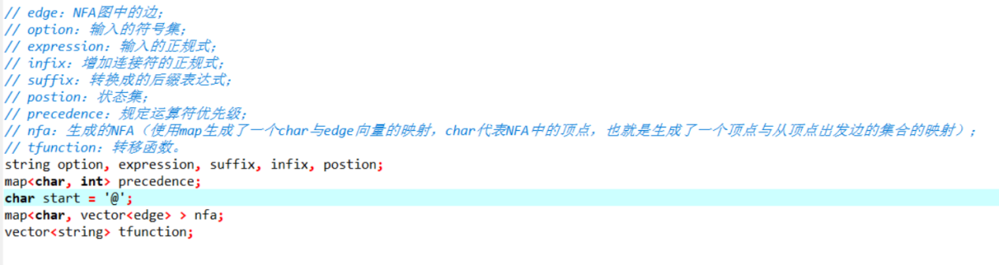 // edge：NFA图中的边；
// option：输入的符号集；
// expression：输入的正规式；
// infix：增加连接符的正规式；
// suffix：转换成的后缀表达式；
// postion：状态集；
// precedence：规定运算符优先级；
// nfa：生成的NFA（使用map生成了一个char与edge向量的映射，char代表NFA中的顶点，也就是生成了一个顶点与从顶点出发边的集合的映射）；
// tfunction：转移函数。
string option, expression, suffix, infix, postion;
map<char, int> precedence;
char start = '@';
map<char, vector<edge> > nfa;
vector<string> tfunction;